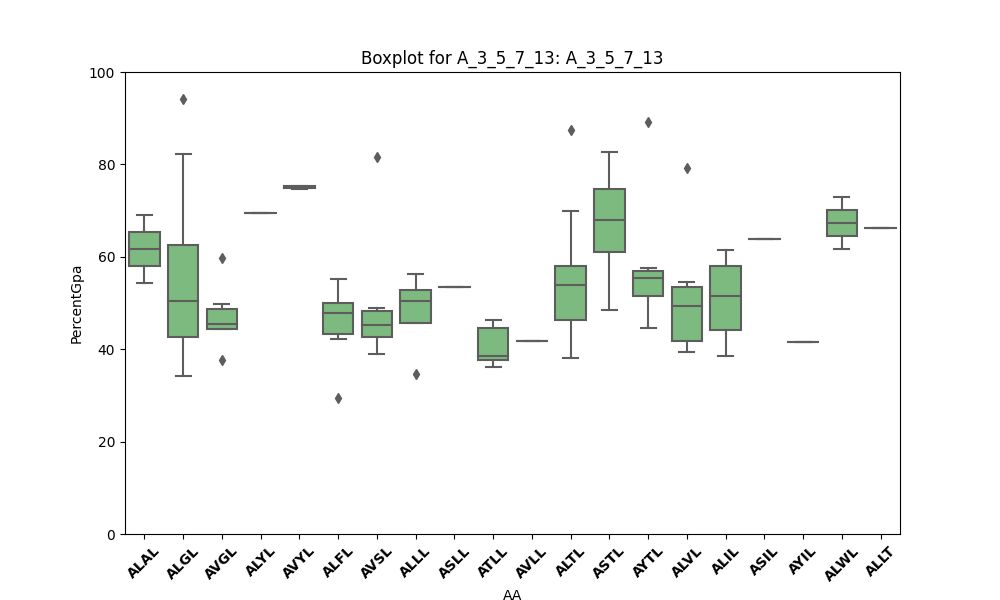 Boxplot for A_3_5_7_13: A_3_5_7_13
PercentGpa
100
80
60
40
20
0
ALAL ALGL AVGL ALYL AVYL ALFL AVSL ALLL ASLL ATLL AVLL ALTL ASTL AYTL ALVL ALIL ASIL AYIL ALWL ALLT
AA